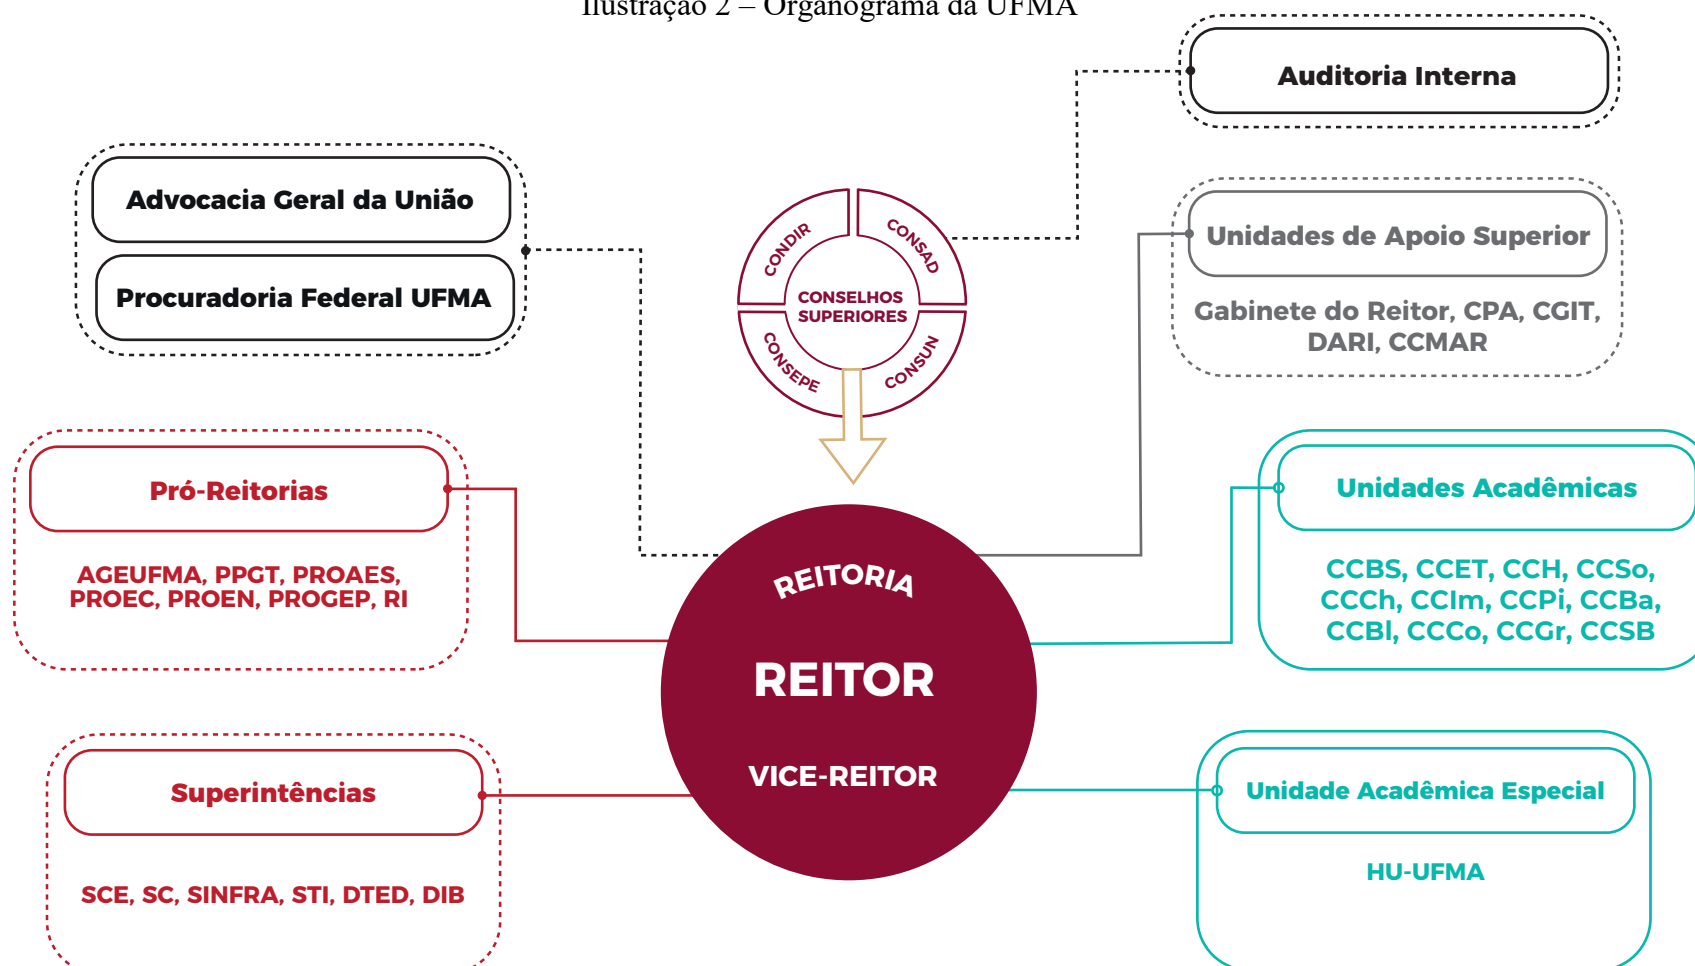 Ilustração 2 – Organograma da UFMA
Auditoria Interna
Advocacia Geral da União
Procuradoria Federal UFMA
CONDIR
CONSAD
CONSELHOS
SUPERIORES
CONSEPE
CONSUN
Unidades de Apoio Superior
Gabinete do Reitor, CPA, CGIT,
DARI, CCMAR
Pró-Reitorias
AGEUFMA, PPGT, PROAES,
PROEC, PROEN, PROGEP, RI
Unidades Acadêmicas
CCBS, CCET, CCH, CCSo,
CCCh, CCIm, CCPi, CCBa,
CCBl, CCCo, CCGr, CCSB
REITORIA
REITOR
VICE-REITOR
Superintências
SCE, SC, SINFRA, STI, DTED, DIB
Unidade Acadêmica Especial
HU-UFMA